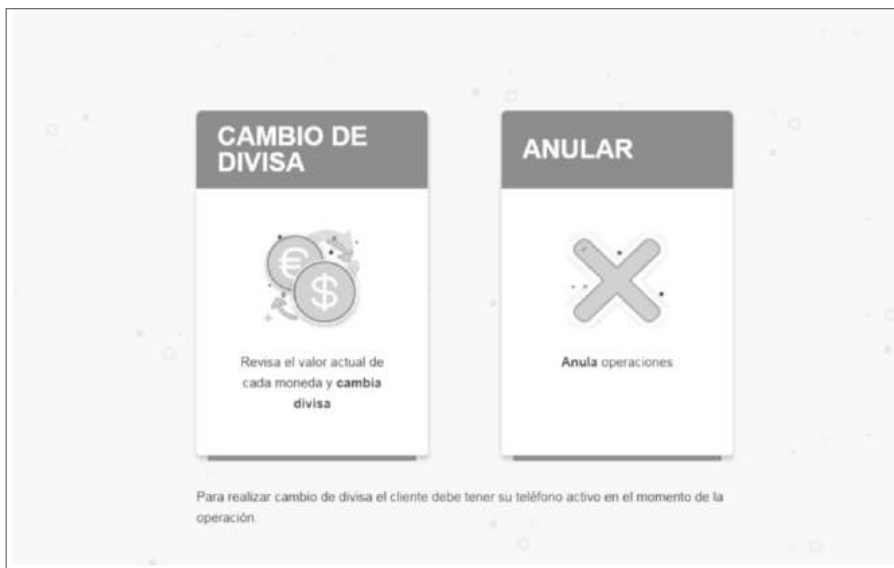 CAMBIO DE
DIVISA
€
$
Revisa el valor actual de
cada moneda y cambia
divisa
ANULAR
Anula operaciones
Para realizar cambio de divisa el cliente debe tener su teléfono activo en el momento de la
operación.